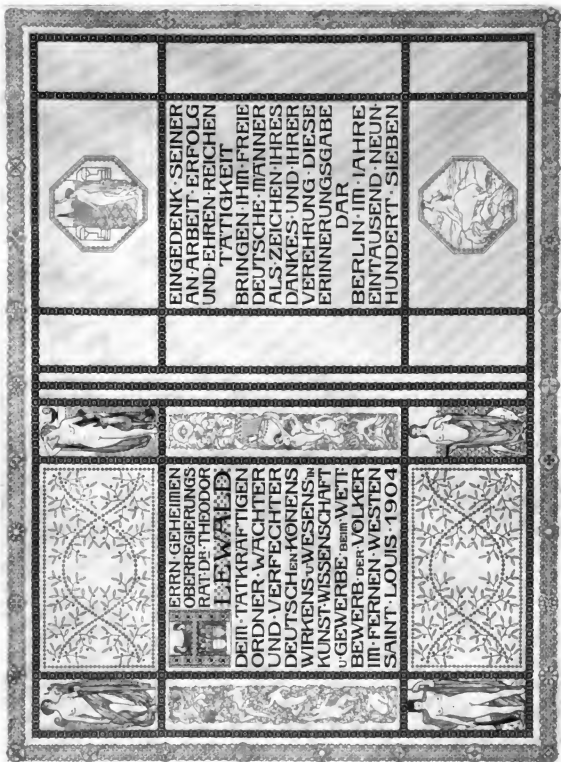 HERRN·GEHEIMEN
OBERREGIERUNGS
RAT·DR·THEODOR
LEWALD
DEM·TATKRÄFTIGEN
ORDNER·WÄCHTER
UND·VERFECHTER
DEUTSCHEN KÖNENS
WIRKENS U WESENS IN
KUNST·WISSENSCHAFT
U GEWERBE BEIM WETT-
BEWERB DER VÖLKER
IM·FERNEN·WESTEN
SAINT·LOUIS·1904
EINGEDENK·SEINER
AN·ARBEIT·ERFOLG
UND·EHREN·REICHEN
TÄTIGKEIT
BRINGEN·IHM·FREIE
DEUTSCHE·MÄNNER
ALS·ZEICHEN·IHRES
DANKES·UND·IHRER
VEREHRUNG·DIESE
ERINNERUNGSGABE
DAR
BERLIN·IM·IAHRE
EINTAUSEND·NEUN-
HUNDERT·SIEBEN